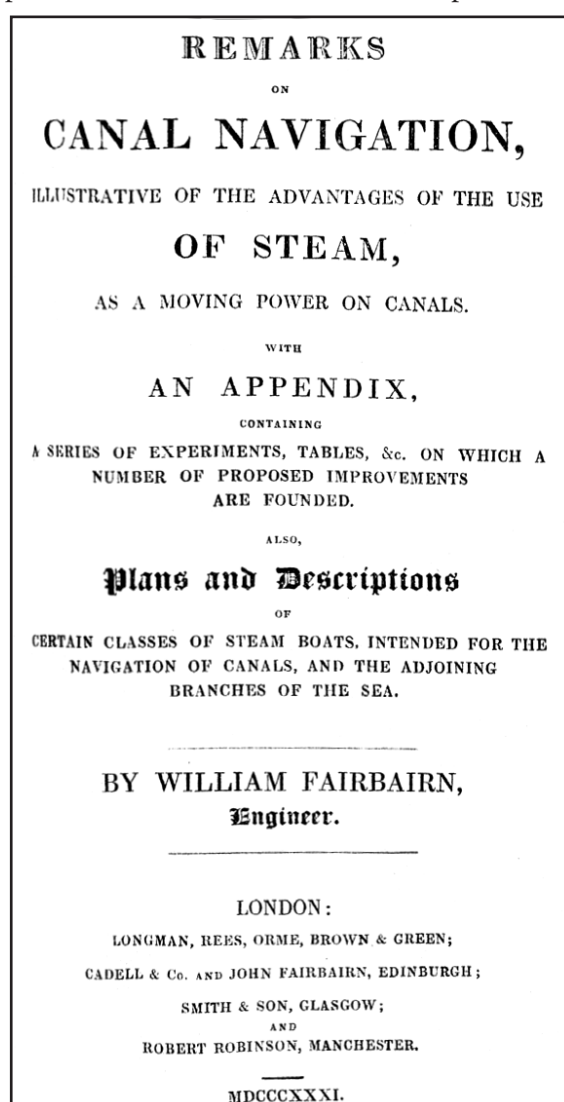 REMARKS
ON
CANAL NAVIGATION,
ILLUSTRATIVE OF THE ADVANTAGES OF THE USE
OF STEAM,
AS A MOVING POWER ON CANALS.
WITH
AN APPENDIX,
CONTAINING
A SERIES OF EXPERIMENTS, TABLES, &c. ON WHICH A
NUMBER OF PROPOSED IMPROVEMENTS
ARE FOUNDED.
ALSO,
Plans and Descriptions
OF
CERTAIN CLASSES OF STEAM BOATS, INTENDED FOR THE
NAVIGATION OF CANALS, AND THE ADJOINING
BRANCHES OF THE SEA.
BY WILLIAM FAIRBAIRN,
Engineer.
LONDON:
LONGMAN, REES, ORME, BROWN & GREEN;
CADELL & Co. AND JOHN FAIRBAIRN, EDINBURGH;
SMITH & SON, GLASGOW;
AND
ROBERT ROBINSON, MANCHESTER.
MDCCCXXXI.